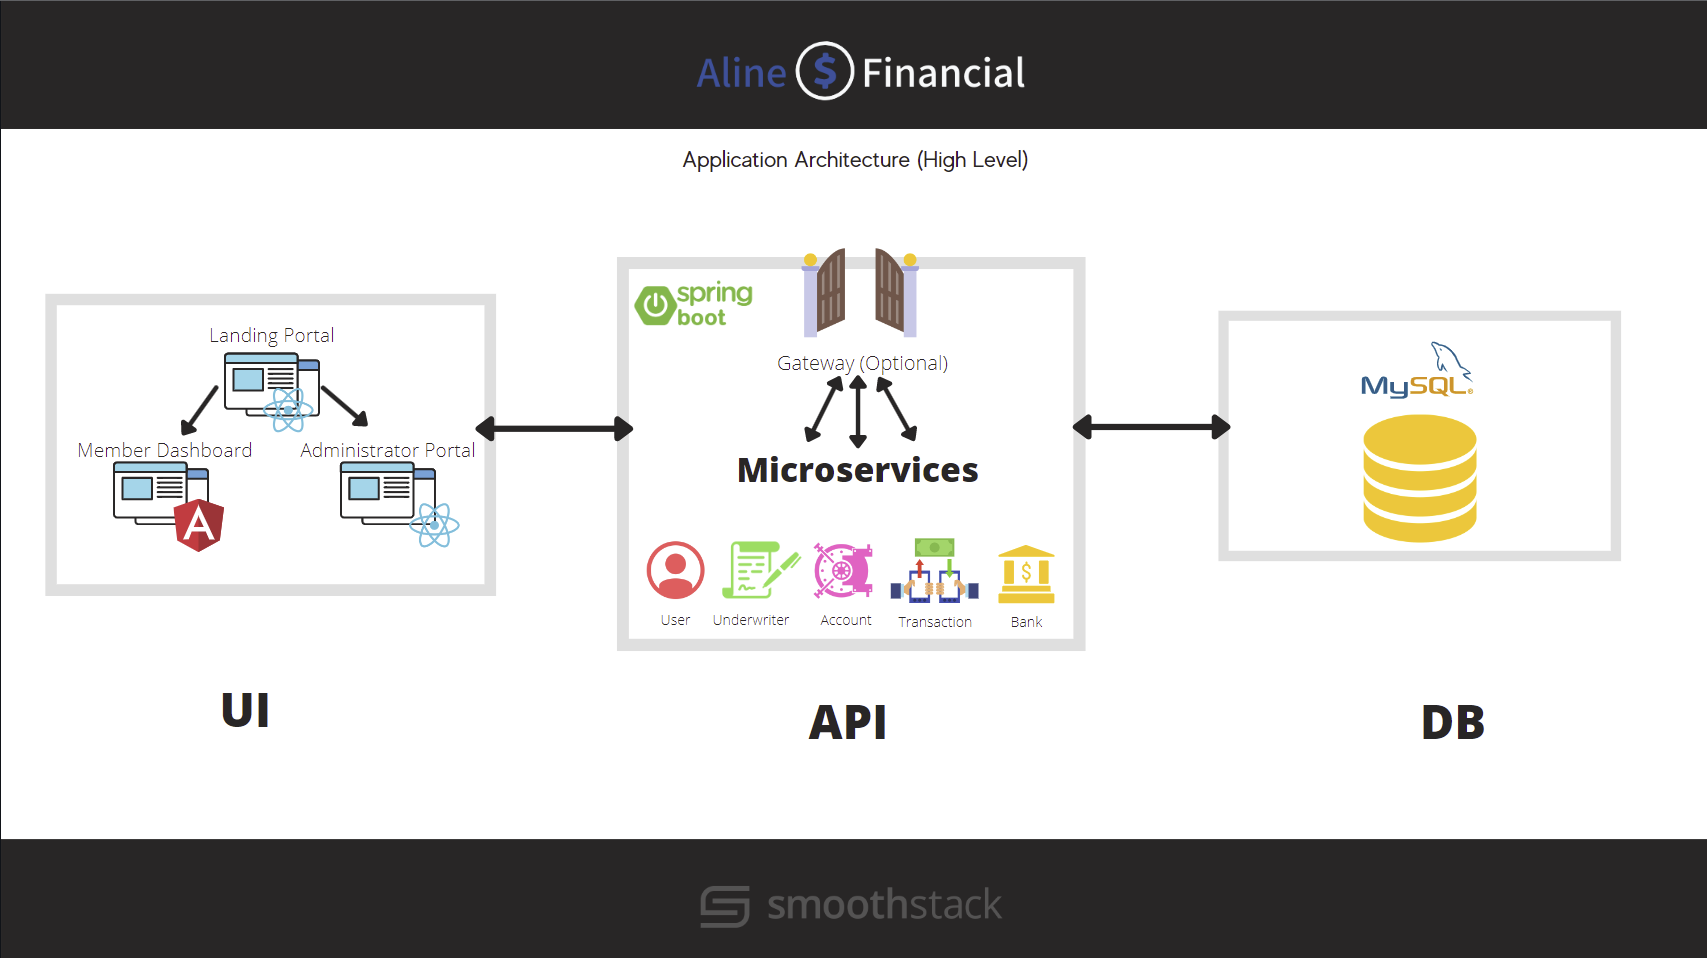 Aline $ Financial
Application Architecture (High Level)
Landing Portal
Member Dashboard
Administrator Portal
UI
spring
boot
Gateway (Optional)
Microservices
User
Underwriter
Account
Transaction
$
Bank
API
MySQL®
DB
smoothstack